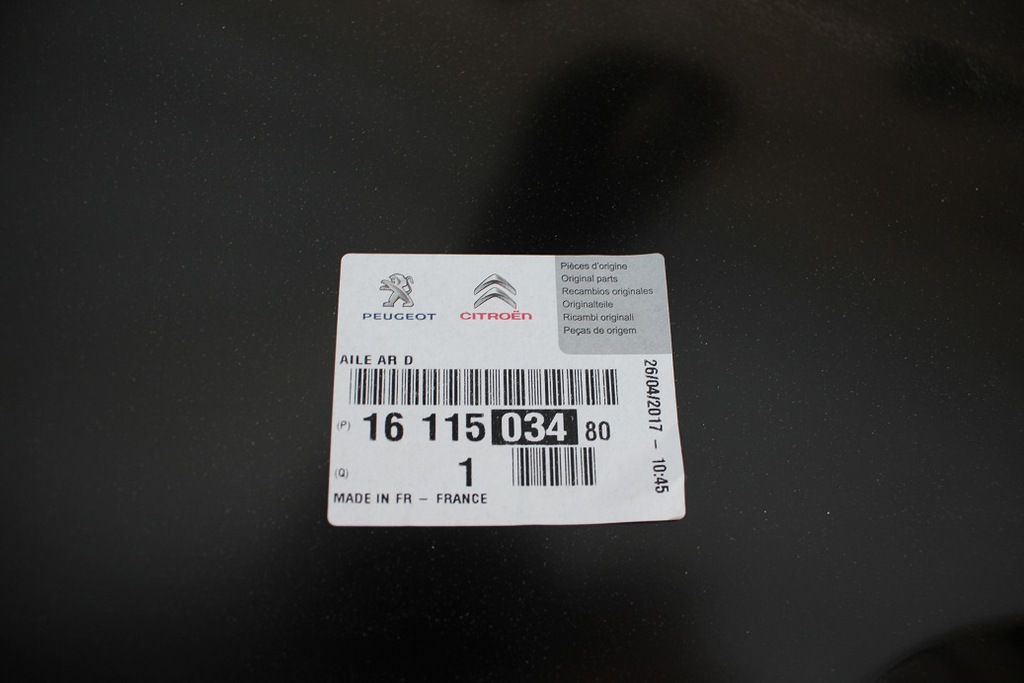 PEUGEOT
CITROËN
Pièces d'origine
Original parts
Recambios originales
Originalteile
Ricambi originali
Peças de origem
AILE AR D
(P) 16 115 034 80
(Q) 1
MADE IN FR – FRANCE
26/04/2017 – 10:45